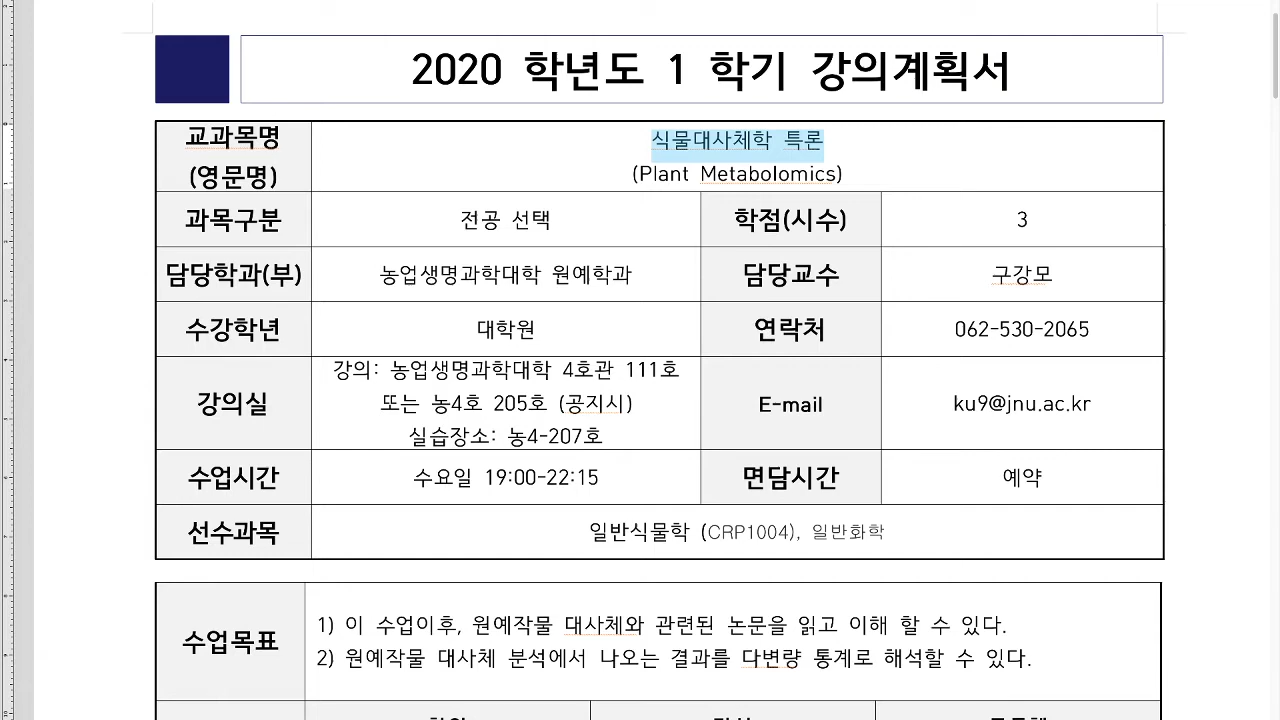 2020 학년도 1 학기 강의계획서
교과목명
(영문명)
식물대사체학 특론
(Plant Metabolomics)
과목구분
전공 선택
학점(시수)
3
담당학과(부)
농업생명과학대학 원예학과
담당교수
구강모
수강학년
대학원
연락처
062-530-2065
강의실
강의: 농업생명과학대학 4호관 111호
또는 농4호 205호 (공지시)
실습장소: 농4-207호
E-mail
ku9@jnu.ac.kr
수업시간
수요일 19:00-22:15
면담시간
예약
선수과목
일반식물학 (CRP1004), 일반화학
수업목표
1) 이 수업이후, 원예작물 대사체와 관련된 논문을 읽고 이해 할 수 있다.
2) 원예작물 대사체 분석에서 나오는 결과를 다변량 통계로 해석할 수 있다.